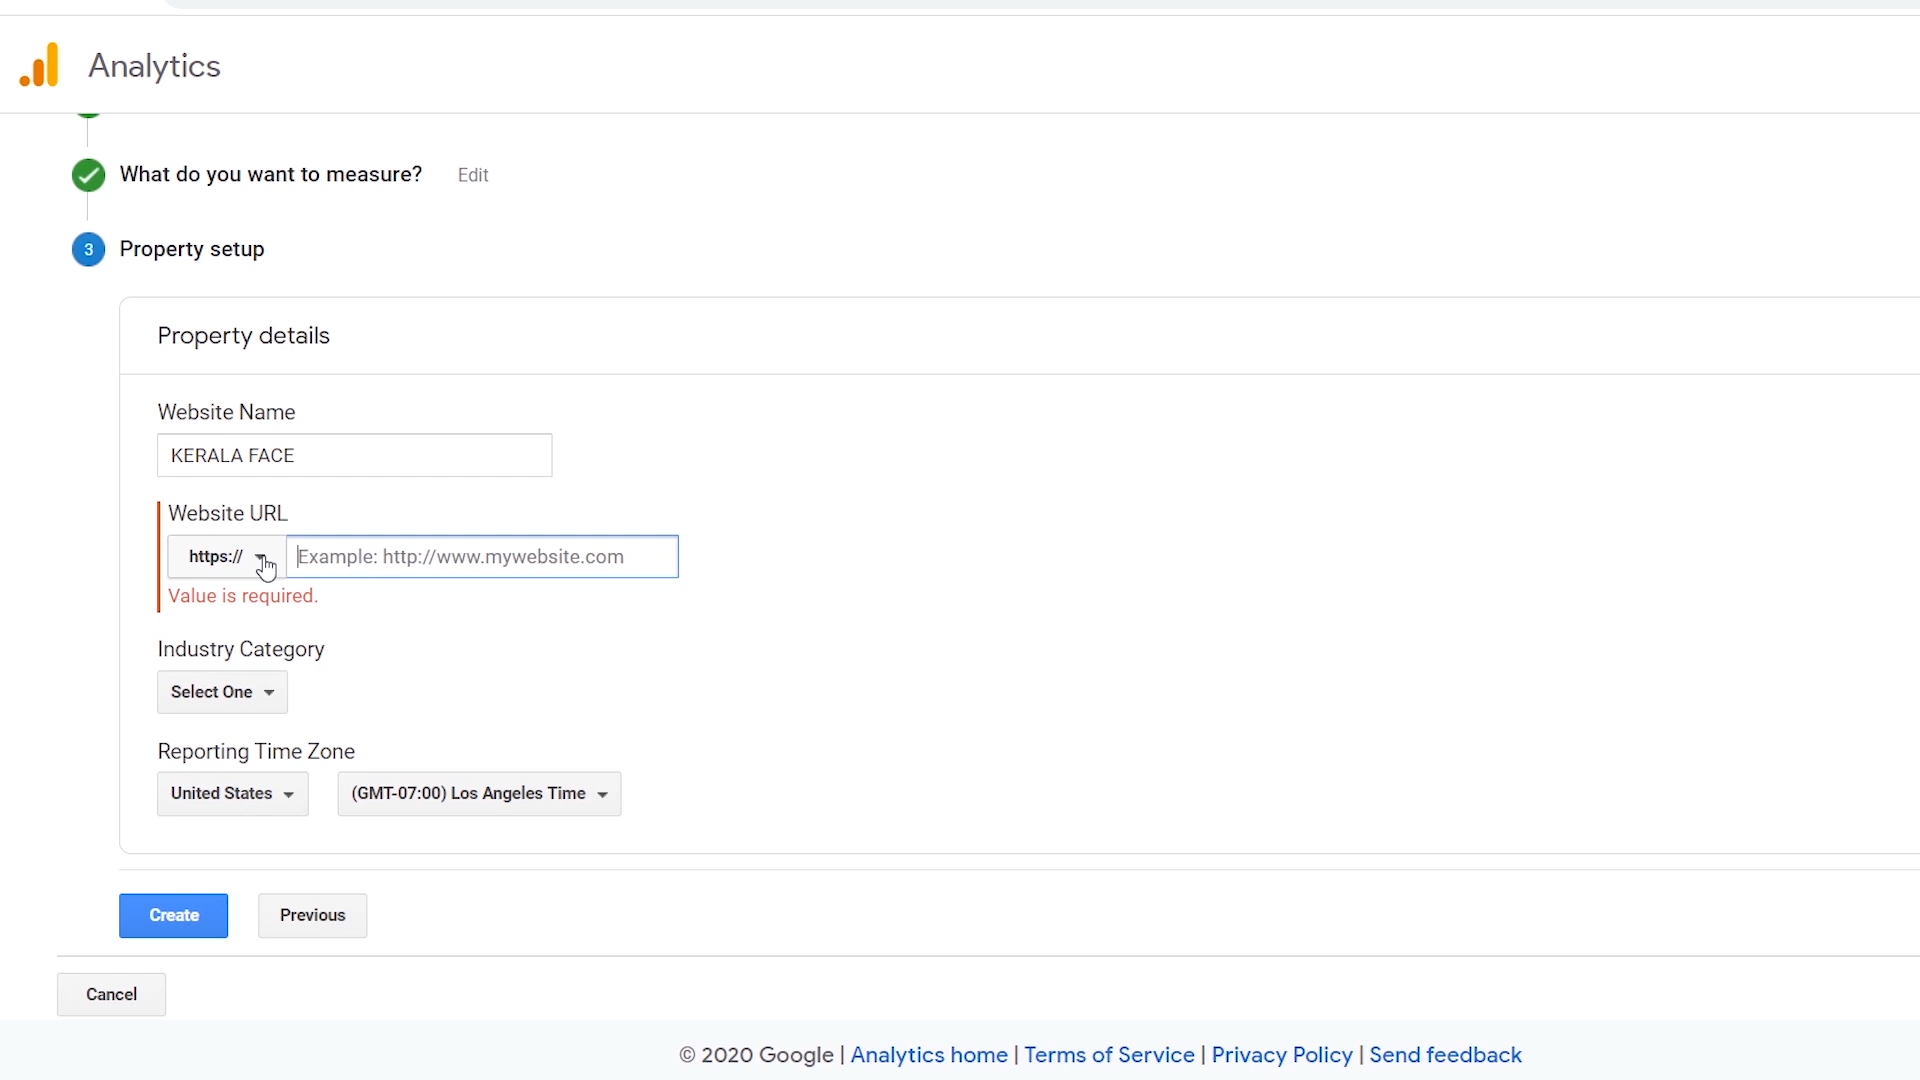 Analytics
What do you want to measure? Edit
3 Property setup
Property details
Website Name
KERALA FACE
Website URL
https:// Example: http://www.mywebsite.com
Value is required.
Industry Category
Select One
Reporting Time Zone
United States (GMT-07:00) Los Angeles Time
Create Previous
Cancel
© 2020 Google | Analytics home | Terms of Service | Privacy Policy | Send feedback